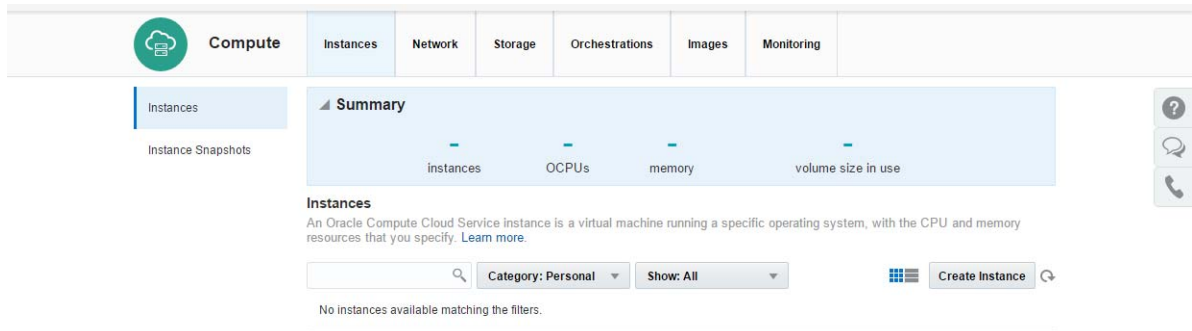 Compute
Instances
Network
Storage
Orchestrations
Images
Monitoring
Instances
Instance Snapshots
Summary
- - - -
instances OCPUs memory volume size in use
Instances
An Oracle Compute Cloud Service instance is a virtual machine running a specific operating system, with the CPU and memory
resources that you specify. Learn more.
Category: Personal
Show: All
Create Instance
No instances available matching the filters.